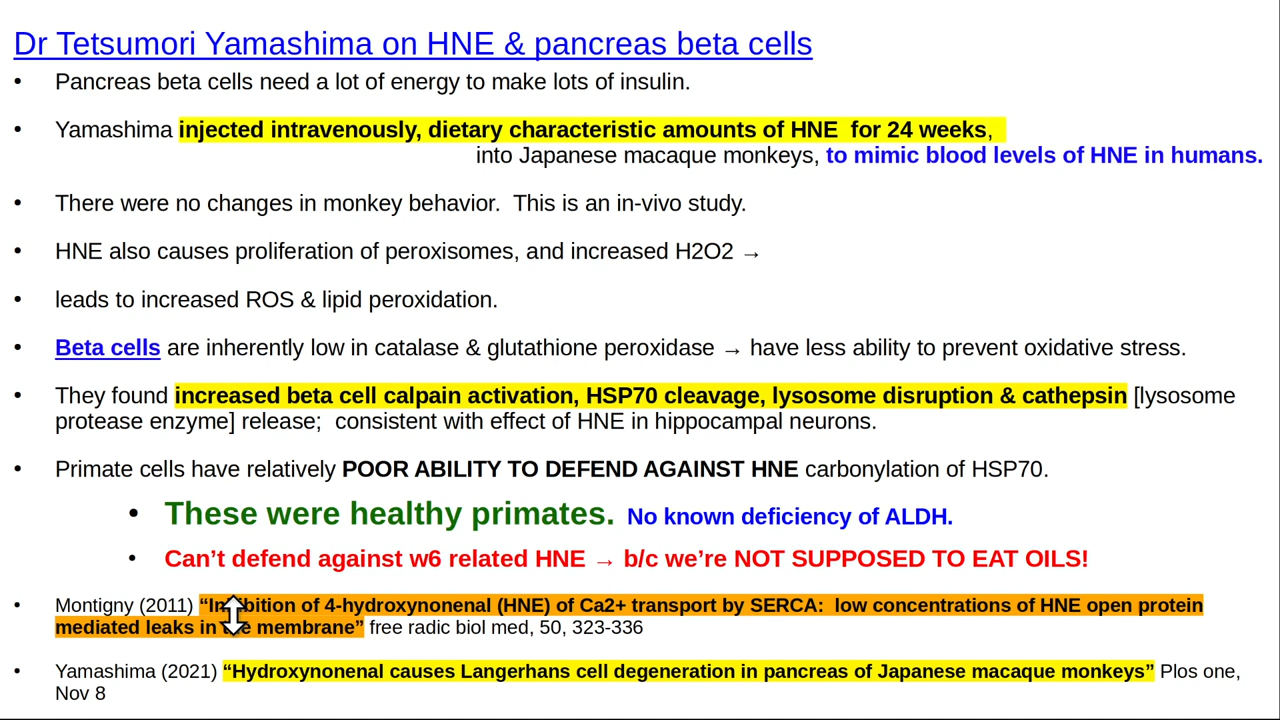 Dr Tetsumori Yamashima on HNE & pancreas beta cells
• Pancreas beta cells need a lot of energy to make lots of insulin.
• Yamashima injected intravenously, dietary characteristic amounts of HNE for 24 weeks,
into Japanese macaque monkeys, to mimic blood levels of HNE in humans.
• There were no changes in monkey behavior. This is an in-vivo study.
• HNE also causes proliferation of peroxisomes, and increased H2O2 →
• leads to increased ROS & lipid peroxidation.
• Beta cells are inherently low in catalase & glutathione peroxidase → have less ability to prevent oxidative stress.
• They found increased beta cell calpain activation, HSP70 cleavage, lysosome disruption & cathepsin [lysosome
protease enzyme] release; consistent with effect of HNE in hippocampal neurons.
• Primate cells have relatively POOR ABILITY TO DEFEND AGAINST HNE carbonylation of HSP70.
• These were healthy primates. No known deficiency of ALDH.
• Can't defend against w6 related HNE → b/c we're NOT SUPPOSED TO EAT OILS!
• Montigny (2011) “Inhibition of 4-hydroxynonenal (HNE) of Ca2+ transport by SERCA: low concentrations of HNE open protein
mediated leaks in the membrane” free radic biol med, 50, 323-336
• Yamashima (2021) “Hydroxynonenal causes Langerhans cell degeneration in pancreas of Japanese macaque monkeys” Plos one,
Nov 8